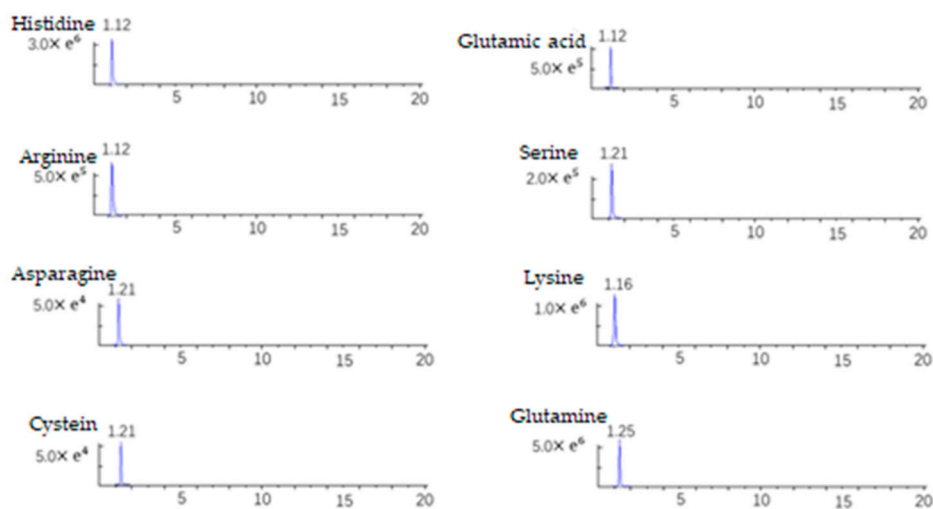 Histidine 1.12
3.0× e⁶
5 10 15 20
Glutamic acid 1.12
5.0× e⁵
5 10 15 20
Arginine 1.12
5.0× e⁵
5 10 15 20
Serine 1.21
2.0× e⁵
5 10 15 20
Asparagine
1.21
5.0× e⁴
5 10 15 20
Lysine 1.16
1.0× e⁶
5 10 15 20
Cystein 1.21
5.0× e⁴
5 10 15 20
Glutamine
1.25
5.0× e⁶
5 10 15 20